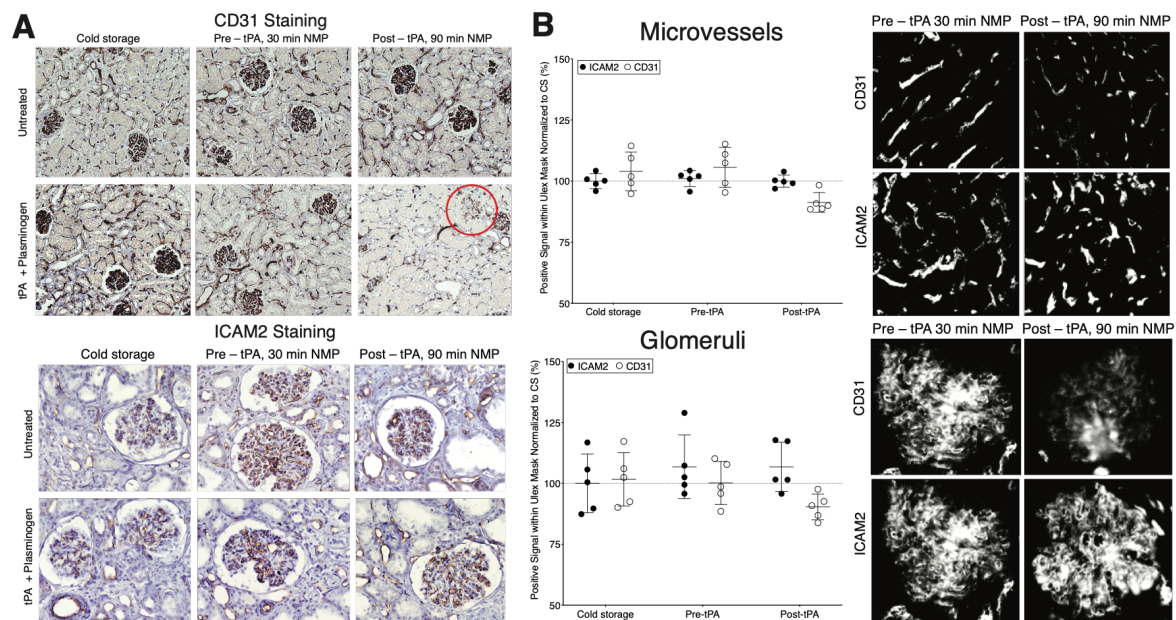 A
CD31 Staining
Cold storage
Pre – tPA, 30 min NMP
Post – tPA, 90 min NMP
Untreated
tPA + Plasminogen
ICAM2 Staining
Cold storage
Pre – tPA, 30 min NMP
Post – tPA, 90 min NMP
Untreated
tPA + Plasminogen
B
Microvessels
Positive Signal within Ulex Mask Normalized to CS (%)
150
125
100
75
50
ICAM2 CD31
Cold storage Pre-tPA Post-tPA
Pre – tPA 30 min NMP
Post – tPA, 90 min NMP
CD31
ICAM2
Glomeruli
Positive Signal within Ulex Mask Normalized to CS (%)
150
125
100
75
50
ICAM2 CD31
Cold storage Pre-tPA Post-tPA
Pre – tPA 30 min NMP
Post – tPA, 90 min NMP
CD31
ICAM2